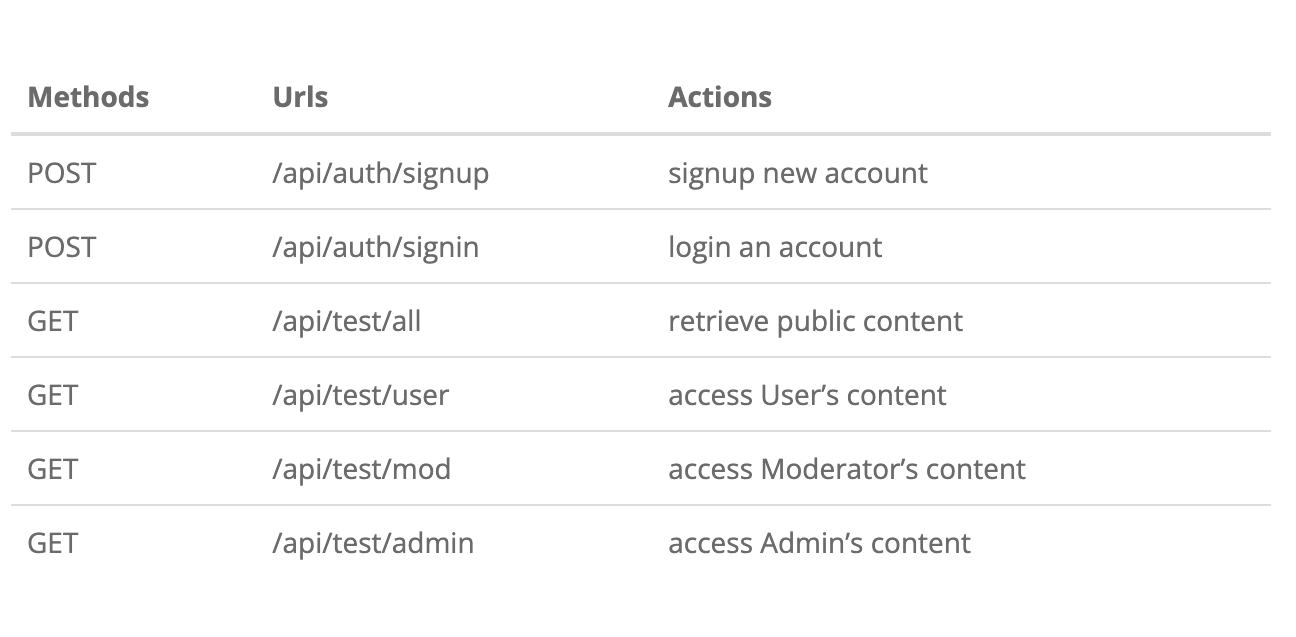 Methods Urls Actions
POST /api/auth/signup signup new account
POST /api/auth/signin login an account
GET /api/test/all retrieve public content
GET /api/test/user access User’s content
GET /api/test/mod access Moderator’s content
GET /api/test/admin access Admin’s content